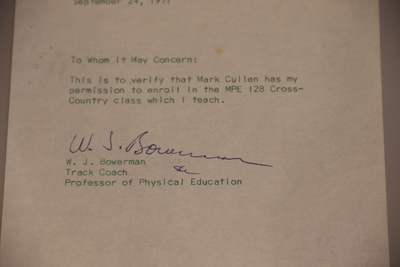 September 24, 1971
To Whom It May Concern:
This is to verify that Mark Cullen has my
permission to enroll in the MPE 128 Cross-
Country class which I teach.
W. J. Bowerman
W. J. Bowerman
Track Coach
Professor of Physical Education